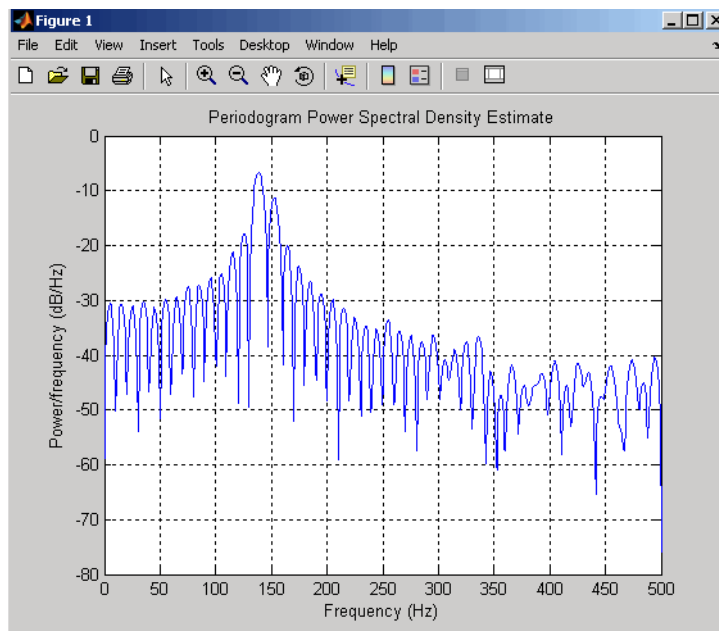 Figure 1
File Edit View Insert Tools Desktop Window Help
Periodogram Power Spectral Density Estimate
Power/frequency (dB/Hz)
0
-10
-20
-30
-40
-50
-60
-70
-80
0 50 100 150 200 250 300 350 400 450 500
Frequency (Hz)